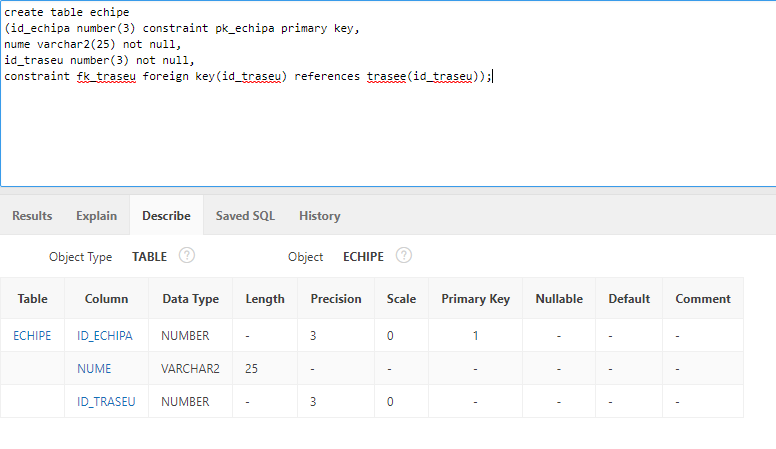 create table echipe
(id_echipa number(3) constraint pk_echipa primary key,
nume varchar2(25) not null,
id_traseu number(3) not null,
constraint fk_traseu foreign key(id_traseu) references trasee(id_traseu));
Results Explain Describe Saved SQL History
Object Type TABLE ? Object ECHIPE ?
Table Column Data Type Length Precision Scale Primary Key Nullable Default Comment
ECHIPE ID_ECHIPA NUMBER - 3 0 1 - - -
NUME VARCHAR2 25 - - - - - -
ID_TRASEU NUMBER - 3 0 - - - -